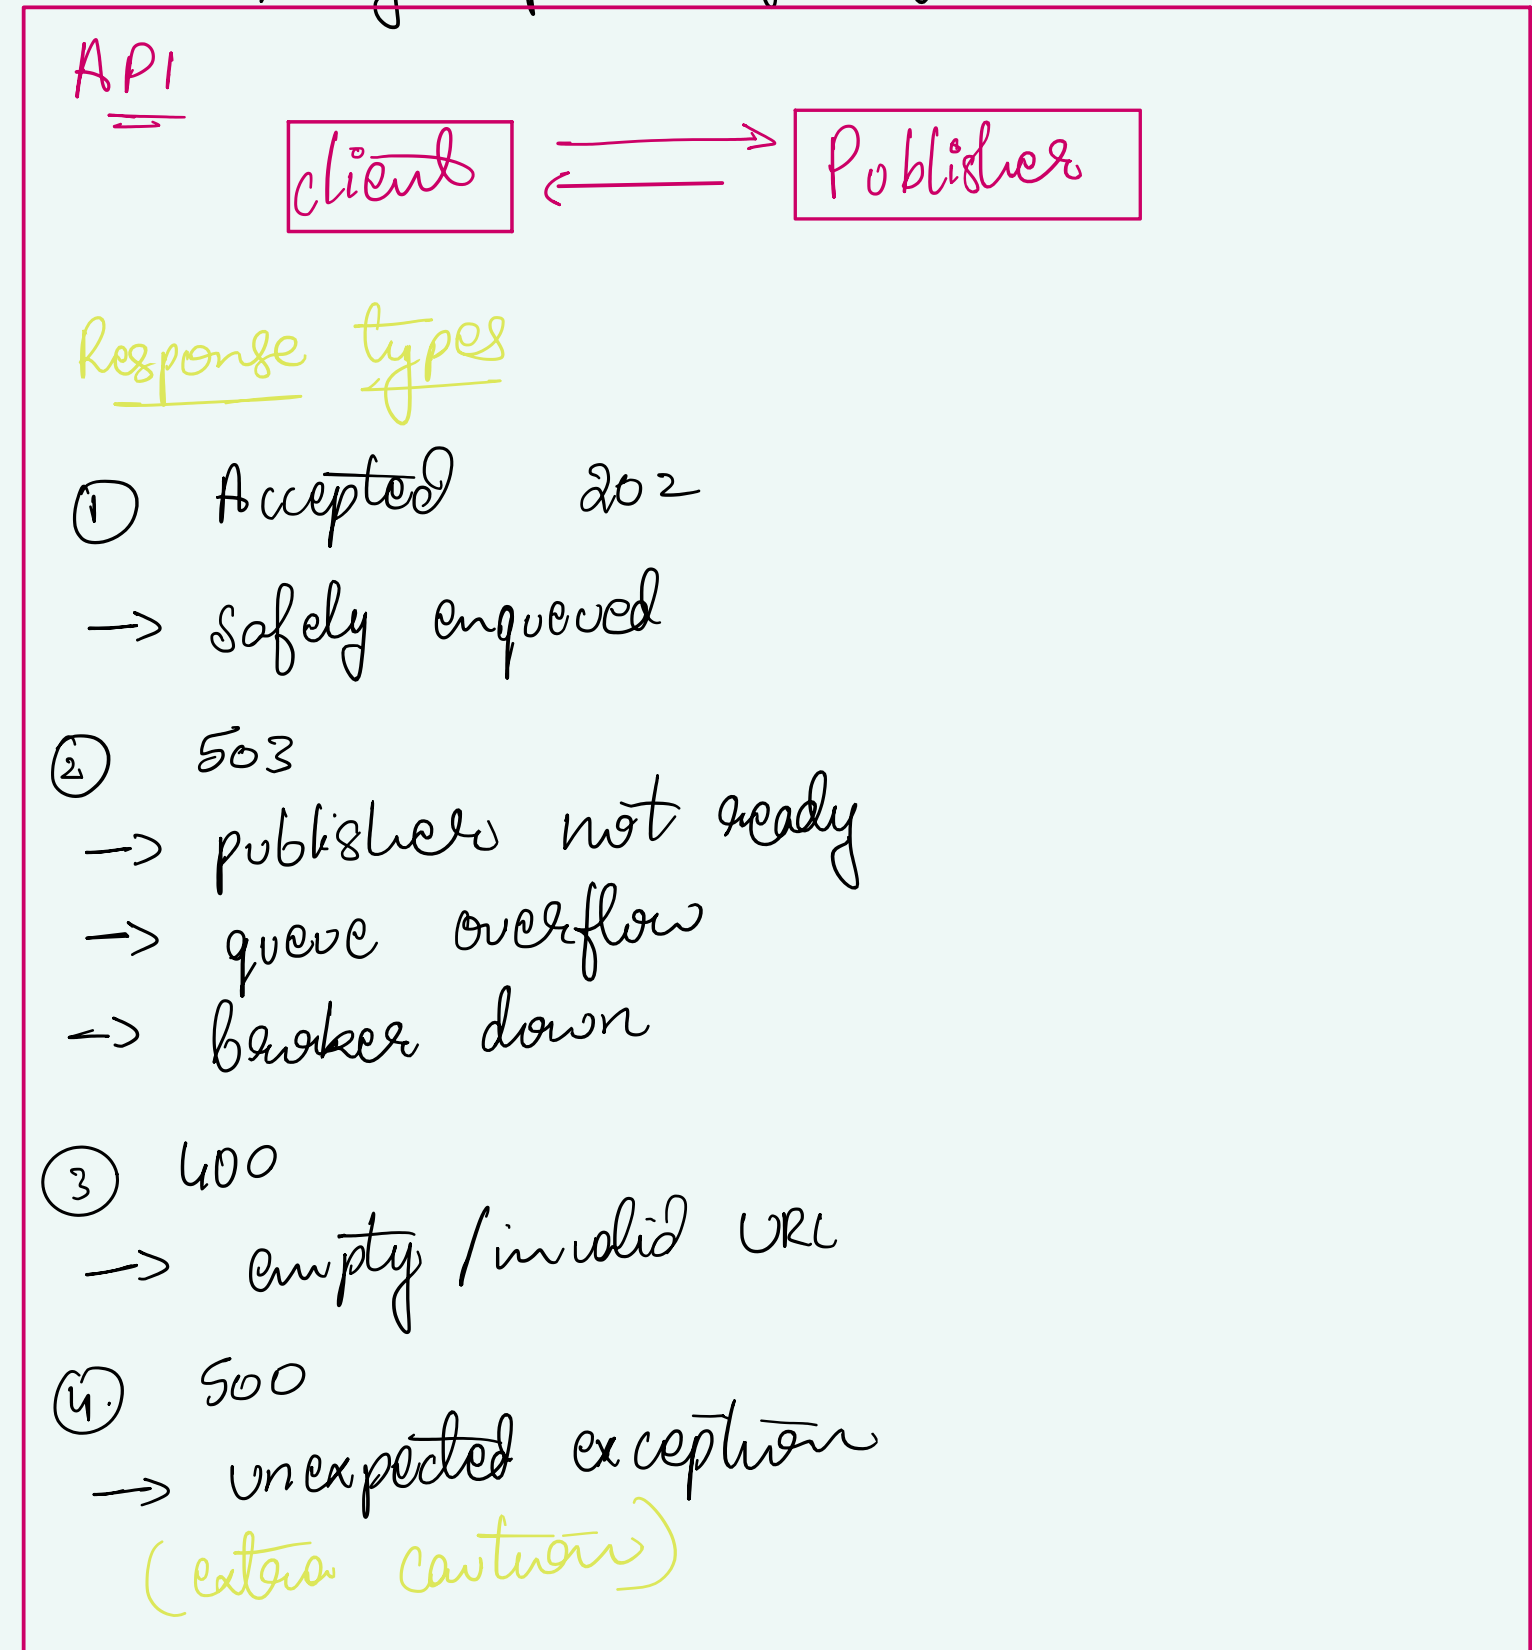 API
client → Publisher
←
Response types
① Accepted 202
→ safely enqueued
② 503
→ publisher not ready
→ queue overflow
→ broker down
③ 400
→ empty / invalid URL
④ 500
→ unexpected exception
(extra caution)